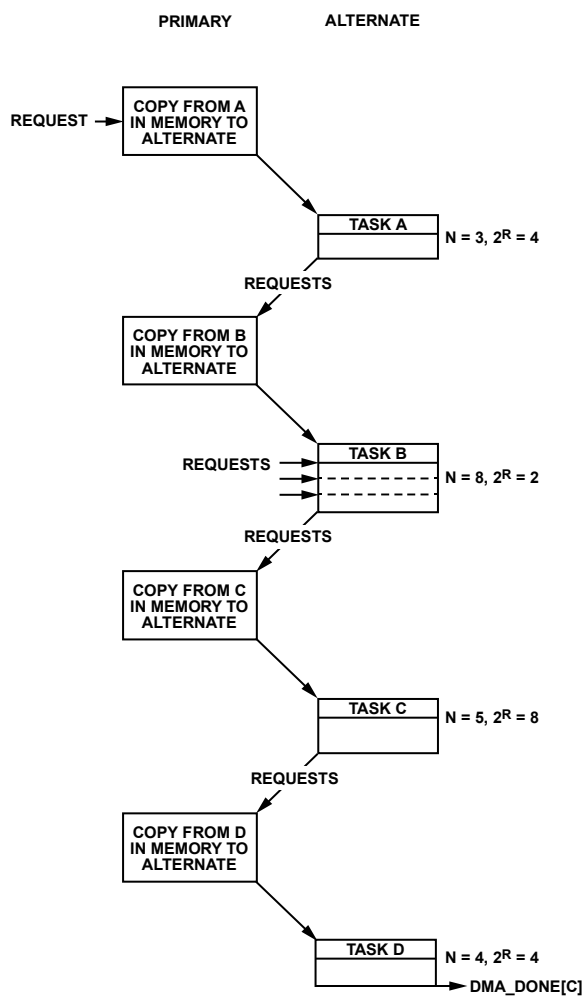 PRIMARY
ALTERNATE
REQUEST
COPY FROM A
IN MEMORY TO
ALTERNATE
TASK A
N = 3, 2ᴿ = 4
REQUESTS
COPY FROM B
IN MEMORY TO
ALTERNATE
REQUESTS
TASK B
N = 8, 2ᴿ = 2
REQUESTS
COPY FROM C
IN MEMORY TO
ALTERNATE
TASK C
N = 5, 2ᴿ = 8
REQUESTS
COPY FROM D
IN MEMORY TO
ALTERNATE
TASK D
N = 4, 2ᴿ = 4
DMA_DONE[C]